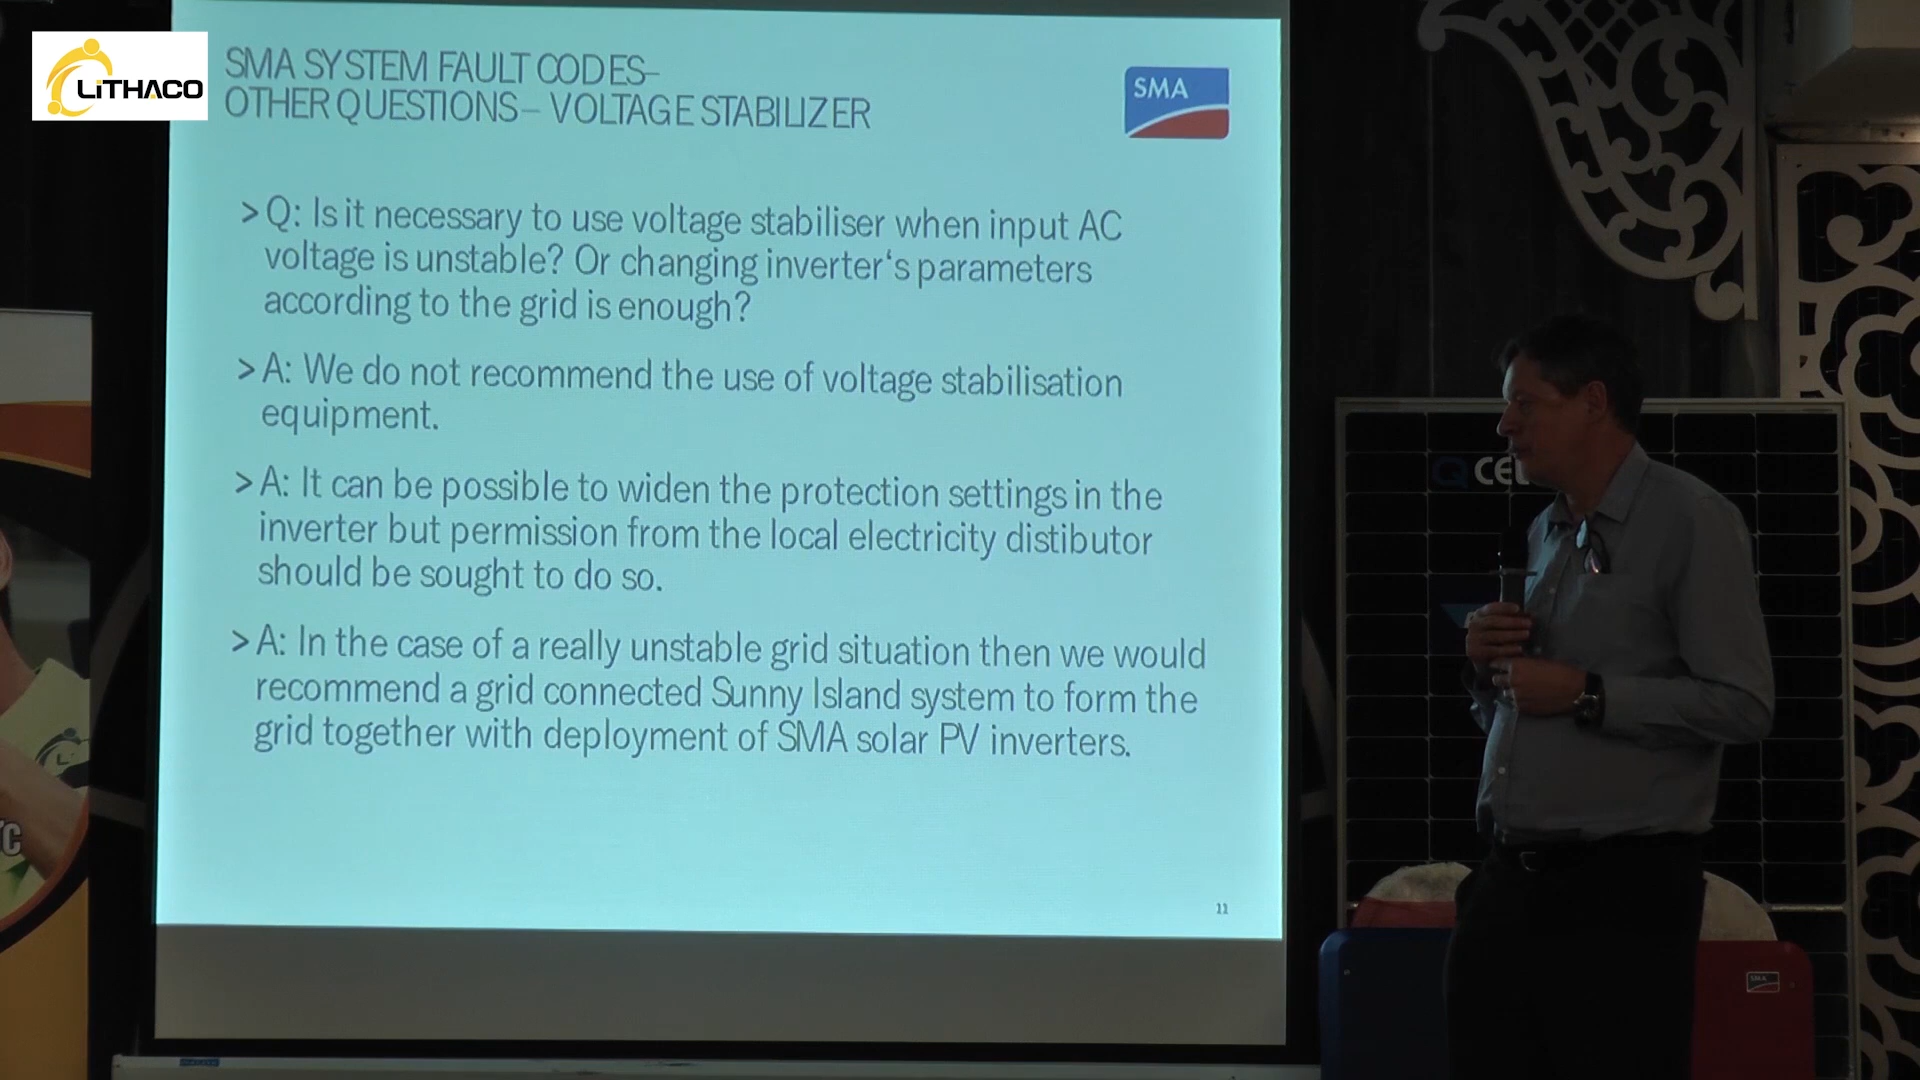 LiTHACO
SMA SYSTEM FAULT CODES–
OTHER QUESTIONS – VOLTAGE STABILIZER
SMA
> Q: Is it necessary to use voltage stabiliser when input AC
voltage is unstable? Or changing inverter‘s parameters
according to the grid is enough?
> A: We do not recommend the use of voltage stabilisation
equipment.
> A: It can be possible to widen the protection settings in the
inverter but permission from the local electricity distibutor
should be sought to do so.
> A: In the case of a really unstable grid situation then we would
recommend a grid connected Sunny Island system to form the
grid together with deployment of SMA solar PV inverters.
11
Q CEL
SMA